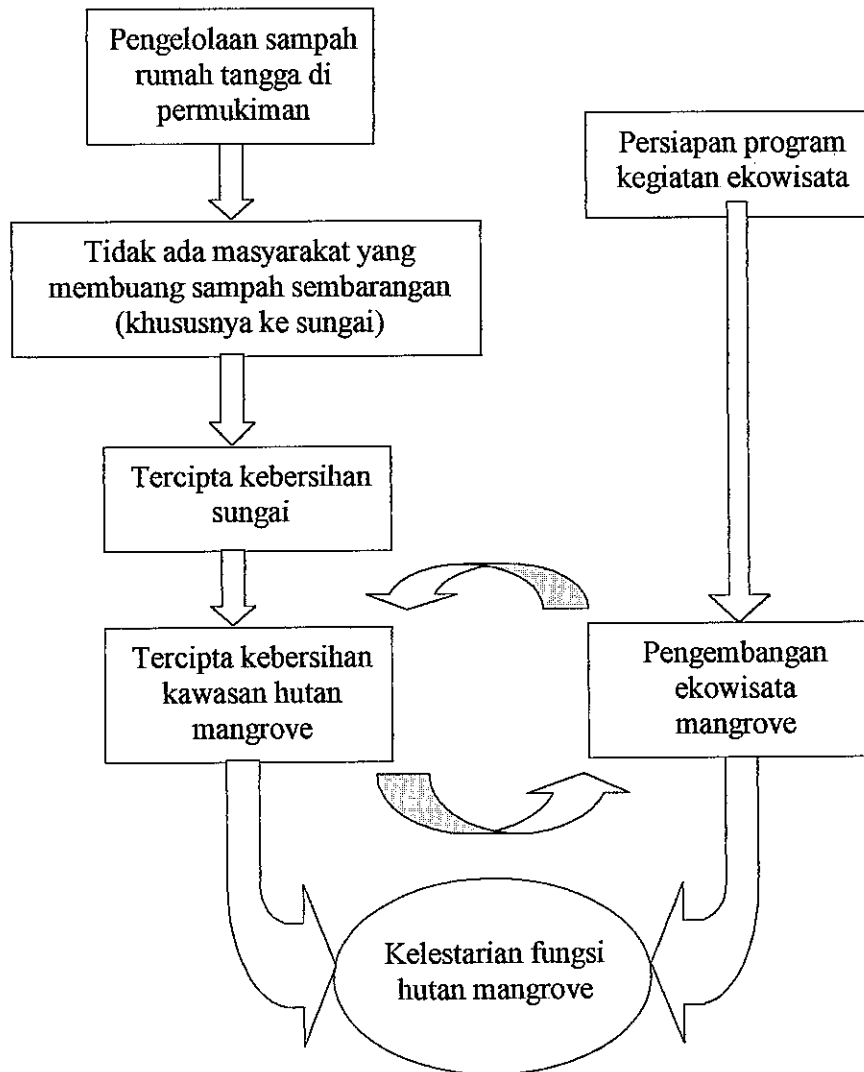 Pengelolaan sampah
rumah tangga di
permukiman
Persiapan program
kegiatan ekowisata
Tidak ada masyarakat yang
membuang sampah sembarangan
(khususnya ke sungai)
Tercipta kebersihan
sungai
Tercipta kebersihan
kawasan hutan
mangrove
Pengembangan
ekowisata
mangrove
Kelestarian fungsi
hutan mangrove